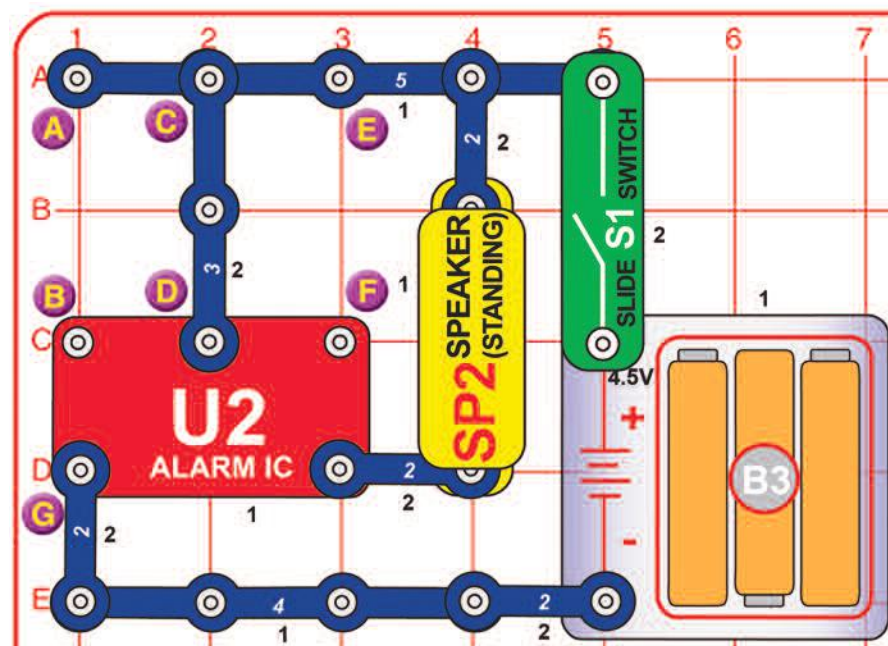 1 2 3 4 5 6 7
A
5
1
A C E
2 2
B
3 2
1
B D F
SLIDE S1 SWITCH
2
SP2 SPEAKER
(STANDING)
C
1
4.5V
U2
ALARM IC
+
B3
-
D
2
2
1
G
2 2
E
4
1
2
2